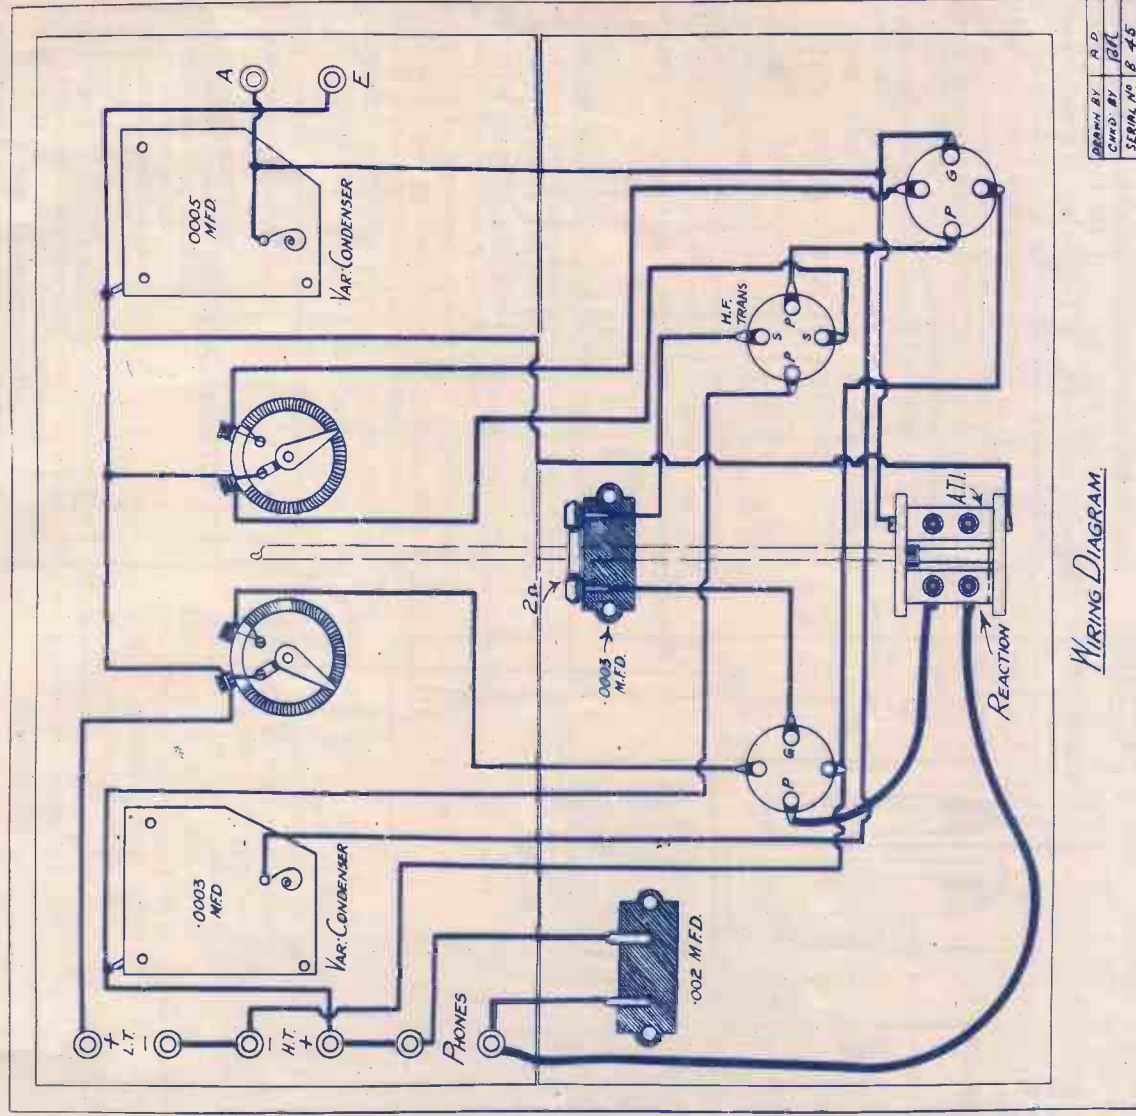 A
E
.0005
MFD.
VAR: CONDENSER
H.F.
TRANS
P
S
S
P
G
P
2Ω
.0003
M.F.D.
A.T.I.
REACTION
G
P
.0003
MFD
VAR: CONDENSER
+
L.T.
−
−
H.T.
+
PHONES
.002 M.F.D.
WIRING DIAGRAM.
DRAWN BY A D
CHKD BY
SERIAL Nº B 45